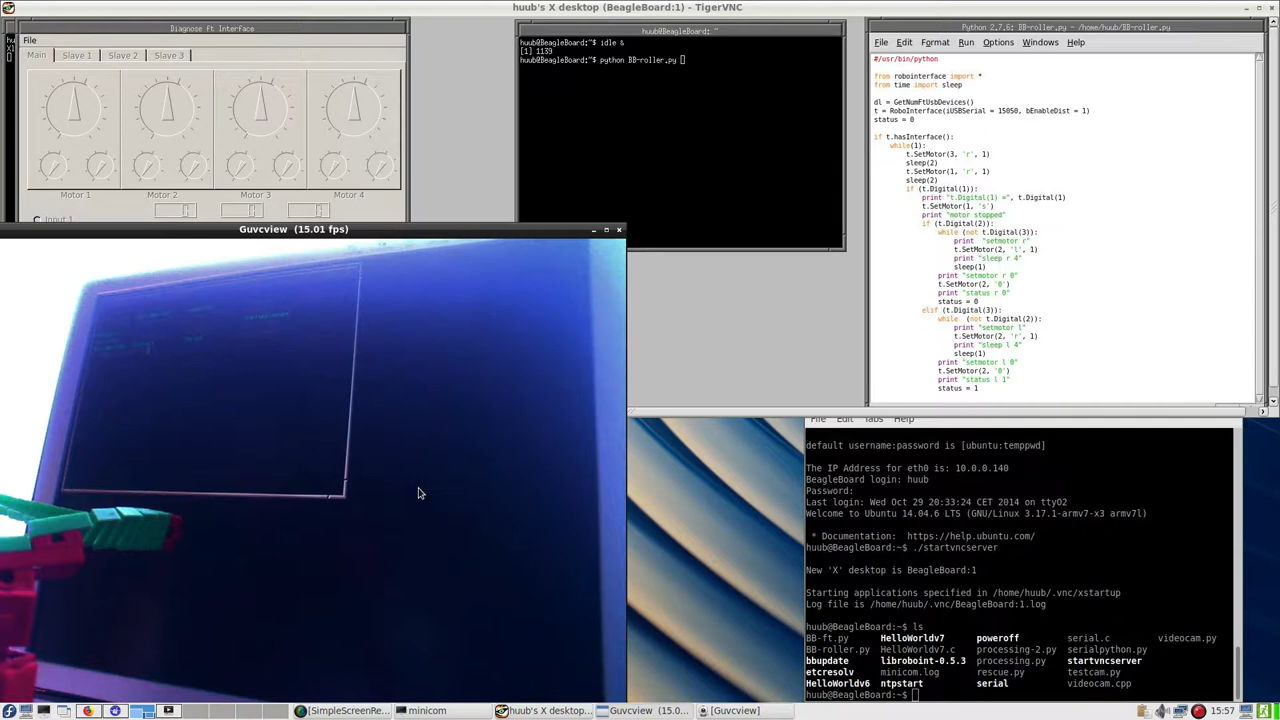 huub's X desktop (BeagleBoard:1) - TigerVNC
Diagnose ft Interface
File
Main Slave 1 Slave 2 Slave 3
Motor 1 Motor 2 Motor 3 Motor 4
Input 1
huub@BeagleBoard: ~
huub@BeagleBoard:~$ idle &
[1] 1139
huub@BeagleBoard:~$ python BB-roller.py
Python 2.7.6: BB-roller.py - /home/huub/BB-roller.py
File Edit Format Run Options Windows Help
#/usr/bin/python
from robointerface import *
from time import sleep
dl = GetNumFtUsbDevices()
t = RoboInterface(iUSBSerial = 15050, bEnableDist = 1)
status = 0
if t.hasInterface():
while(1):
t.SetMotor(3, 'r', 1)
sleep(2)
t.SetMotor(1, 'r', 1)
sleep(2)
if (t.Digital(1)):
print "t.Digital(1) =", t.Digital(1)
t.SetMotor(1, 's')
print "motor stopped"
if (t.Digital(2)):
while (not t.Digital(3)):
print "setmotor r"
t.SetMotor(2, 'l', 1)
print "sleep r 4"
sleep(1)
print "setmotor r 0"
t.SetMotor(2, '0')
print "status r 0"
status = 0
elif (t.Digital(3)):
while (not t.Digital(2)):
print "setmotor l"
t.SetMotor(2, 'r', 1)
print "sleep l 4"
sleep(1)
print "setmotor l 0"
t.SetMotor(2, '0')
print "status l 1"
status = 1
Guvcview (15.01 fps)
File Edit Tabs Help
default username:password is [ubuntu:temppwd]
The IP Address for eth0 is: 10.0.0.140
BeagleBoard login: huub
Password:
Last login: Wed Oct 29 20:33:24 CET 2014 on ttyO2
Welcome to Ubuntu 14.04.6 LTS (GNU/Linux 3.17.1-armv7-x3 armv7l)
* Documentation: https://help.ubuntu.com/
huub@BeagleBoard:~$ ./startvncserver
New 'X' desktop is BeagleBoard:1
Starting applications specified in /home/huub/.vnc/xstartup
Log file is /home/huub/.vnc/BeagleBoard:1.log
huub@BeagleBoard:~$ ls
BB-ft.py HelloWorldv7 poweroff serial.c videocam.py
BB-roller.py HelloWorldv7.c processing-2.py serialpython.py
bbupdate libroboint-0.5.3 processing.py startvncserver
etcresolv minicom.log rescue.py testcam.py
HelloWorldv6 ntpstart serial videocam.cpp
huub@BeagleBoard:~$
[SimpleScreenRe... minicom huub's X desktop... Guvcview (15.0... [Guvcview] 15:57